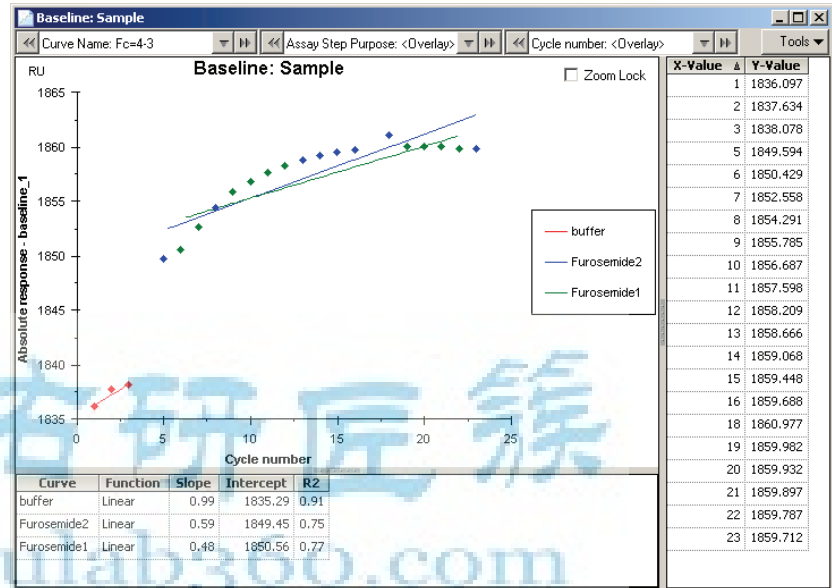 Baseline: Sample
Curve Name: Fc=4-3 Assay Step Purpose: <Overlay> Cycle number: <Overlay> Tools
RU Baseline: Sample Zoom Lock
1865
1860
1855
1850
1845
1840
1835
Absolute response - baseline_1
0 5 10 15 20 25
Cycle number
buffer
Furosemide2
Furosemide1
X-Value Y-Value
1 1836.097
2 1837.634
3 1838.078
5 1849.594
6 1850.429
7 1852.558
8 1854.291
9 1855.785
10 1856.687
11 1857.598
12 1858.209
13 1858.666
14 1859.068
15 1859.448
16 1859.688
18 1860.977
19 1859.982
20 1859.932
21 1859.897
22 1859.787
23 1859.712
Curve Function Slope Intercept R2
buffer Linear 0.99 1835.29 0.91
Furosemide2 Linear 0.59 1849.45 0.75
Furosemide1 Linear 0.48 1850.56 0.77
研匠族
ulab360.com